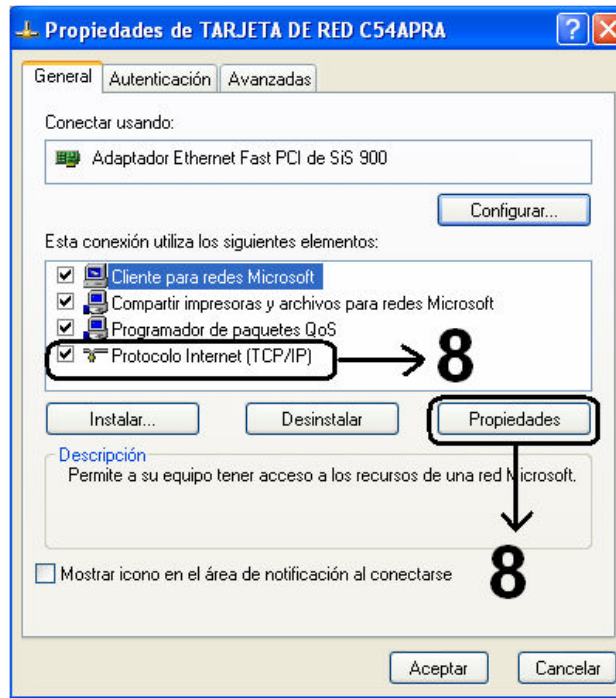 Propiedades de TARJETA DE RED C54APRA
General Autenticación Avanzadas
Conectar usando:
Adaptador Ethernet Fast PCI de SiS 900
Configurar...
Esta conexión utiliza los siguientes elementos:
Cliente para redes Microsoft
Compartir impresoras y archivos para redes Microsoft
Programador de paquetes QoS
Protocolo Internet (TCP/IP) 8
Instalar... Desinstalar Propiedades
Descripción
Permite a su equipo tener acceso a los recursos de una red Microsoft.
8
Mostrar icono en el área de notificación al conectarse
Aceptar Cancelar